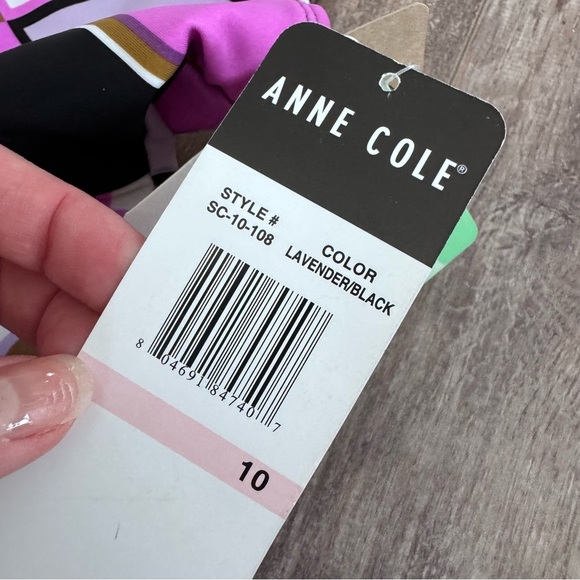 ANNE COLE®
STYLE # COLOR
SC-10-108 LAVENDER/BLACK
8 04691 84740 7
10